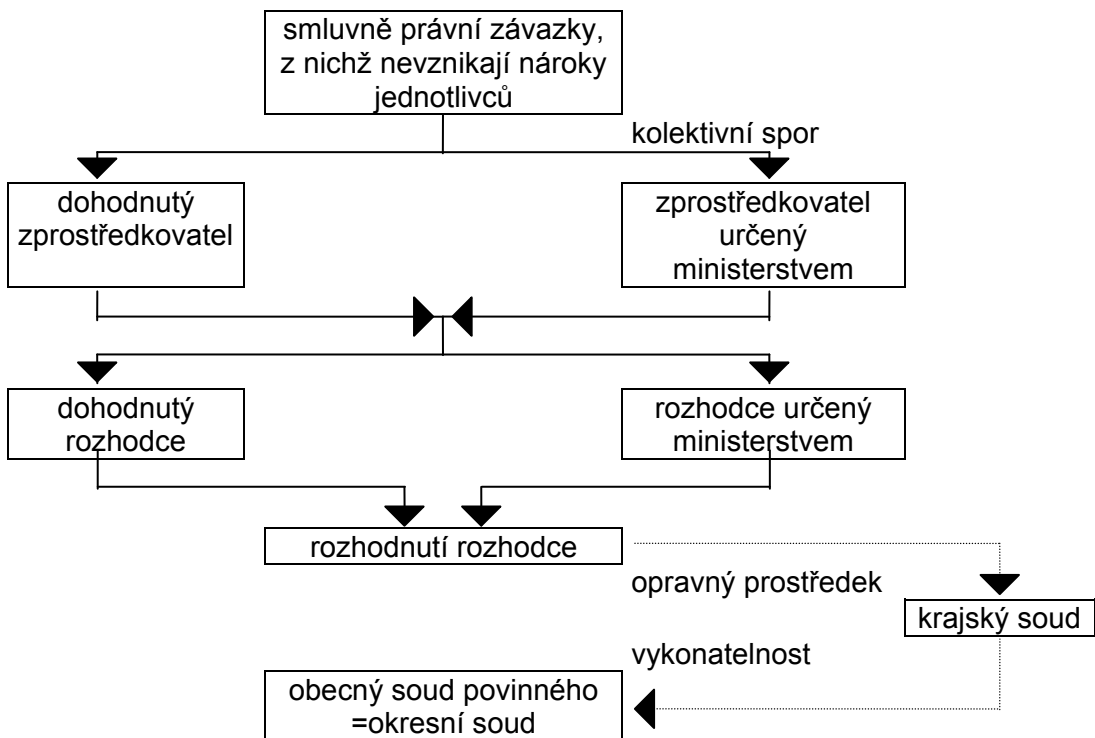 smluvně právní závazky,
z nichž nevznikají nároky
jednotlivců
kolektivní spor
dohodnutý
zprostředkovatel
zprostředkovatel
určený
ministerstvem
dohodnutý
rozhodce
rozhodce určený
ministerstvem
rozhodnutí rozhodce
opravný prostředek
krajský soud
vykonatelnost
obecný soud povinného
=okresní soud